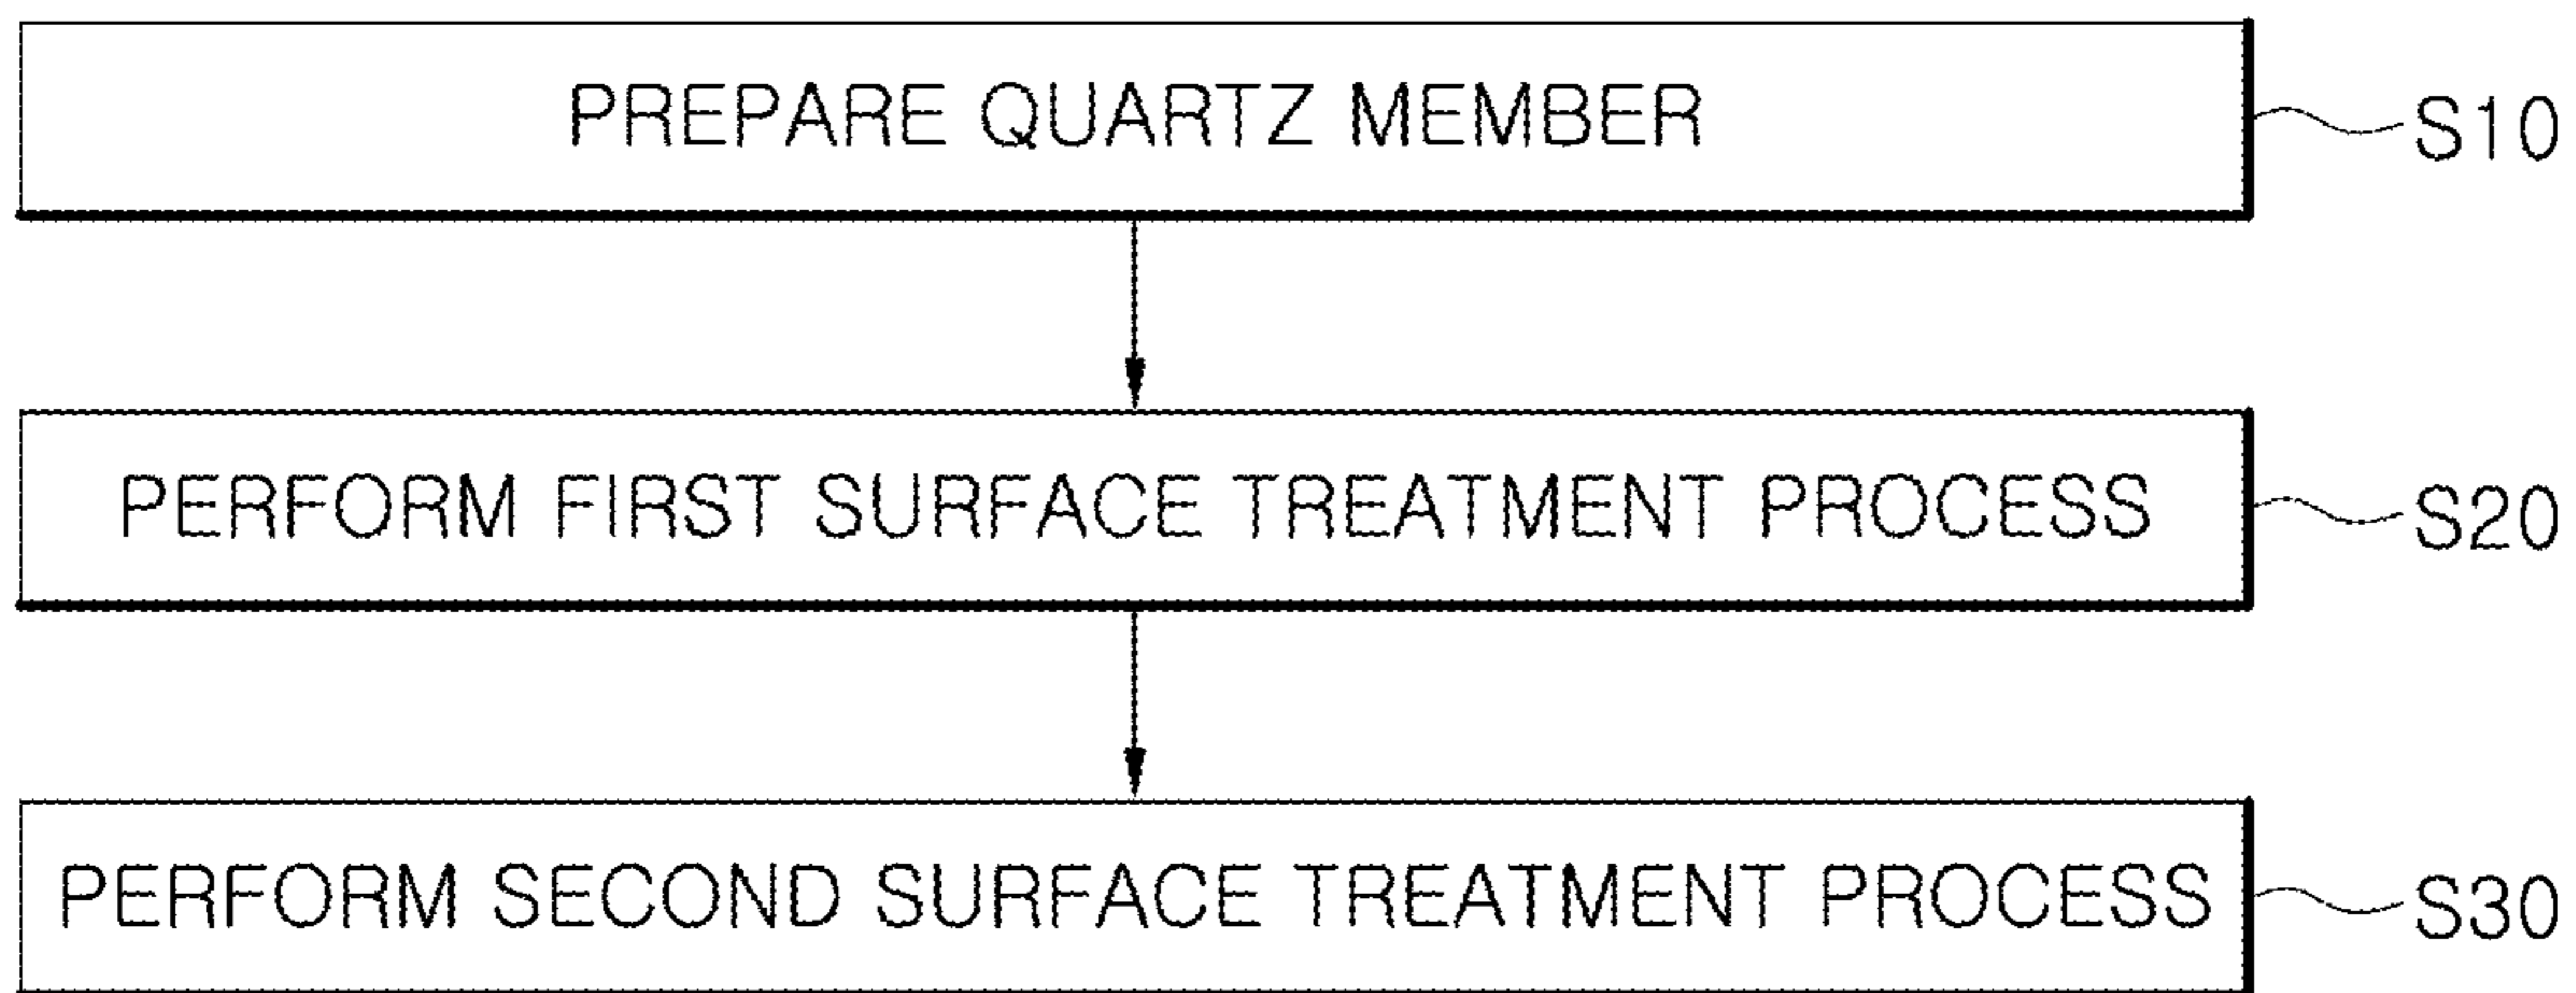 PREPARE QUARTZ MEMBER S10
PERFORM FIRST SURFACE TREATMENT PROCESS S20
PERFORM SECOND SURFACE TREATMENT PROCESS S30